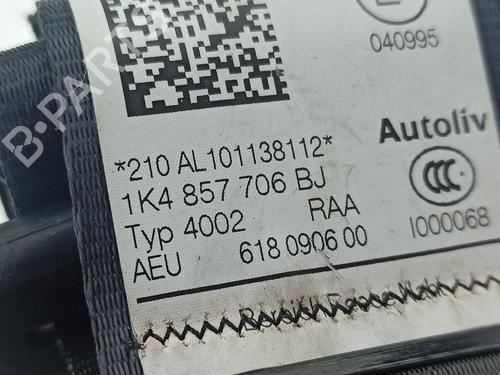 040995
Autoliv
*210 AL101138112*
1K4 857 706 BJ
Typ 4002 RAA
AEU 618 0906 00
CCC
I000068
B-PARTS